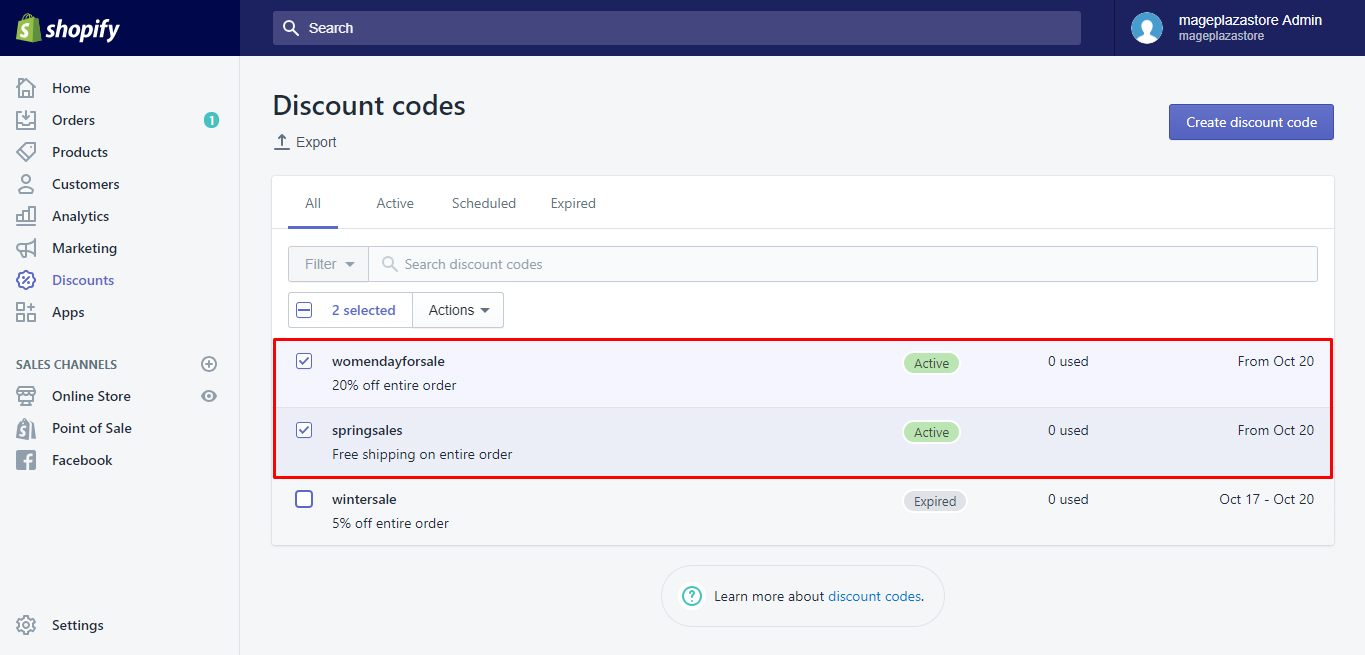 shopify
Search
mageplazastore Admin
mageplazastore
Home
Orders 1
Products
Customers
Analytics
Marketing
Discounts
Apps
SALES CHANNELS
Online Store
Point of Sale
Facebook
Settings
Discount codes
Export
Create discount code
All Active Scheduled Expired
Filter Search discount codes
2 selected Actions
womendayforsale Active 0 used From Oct 20
20% off entire order
springsales Active 0 used From Oct 20
Free shipping on entire order
wintersale Expired 0 used Oct 17 - Oct 20
5% off entire order
? Learn more about discount codes.